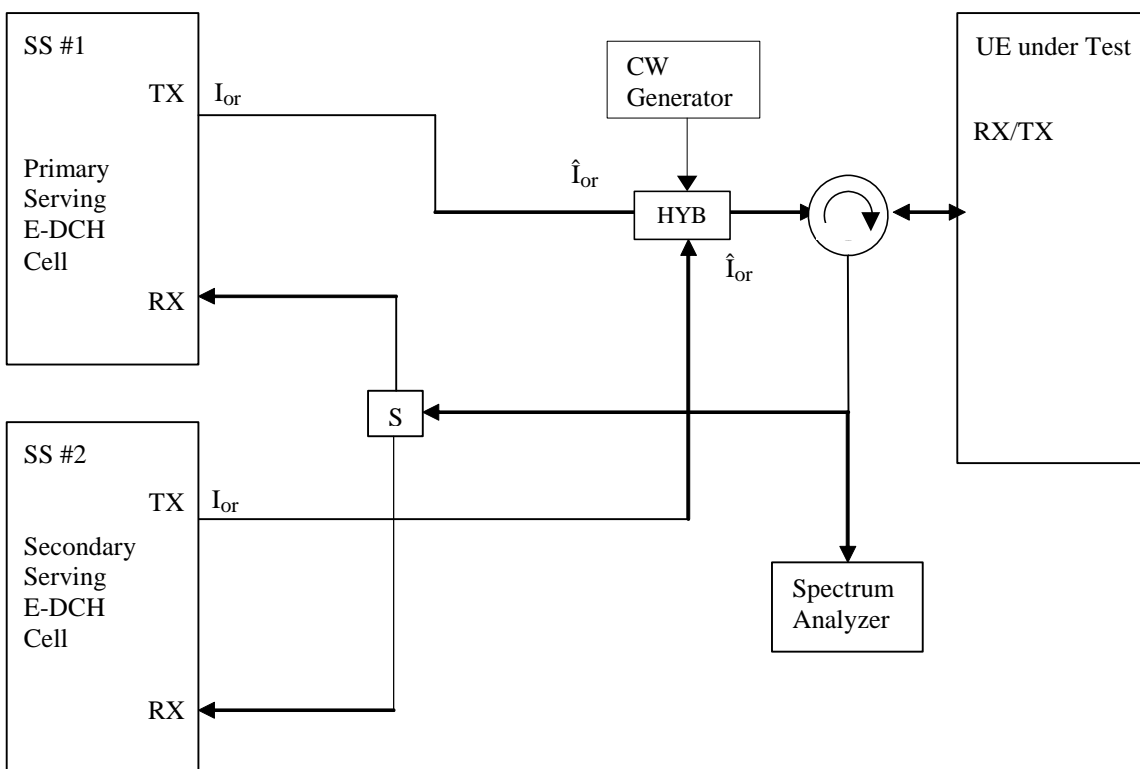 SS #1
TX
I_or
Primary
Serving
E-DCH
Cell
RX
CW
Generator
Î_or
HYB
Î_or
UE under Test
RX/TX
S
SS #2
TX
I_or
Secondary
Serving
E-DCH
Cell
RX
Spectrum
Analyzer